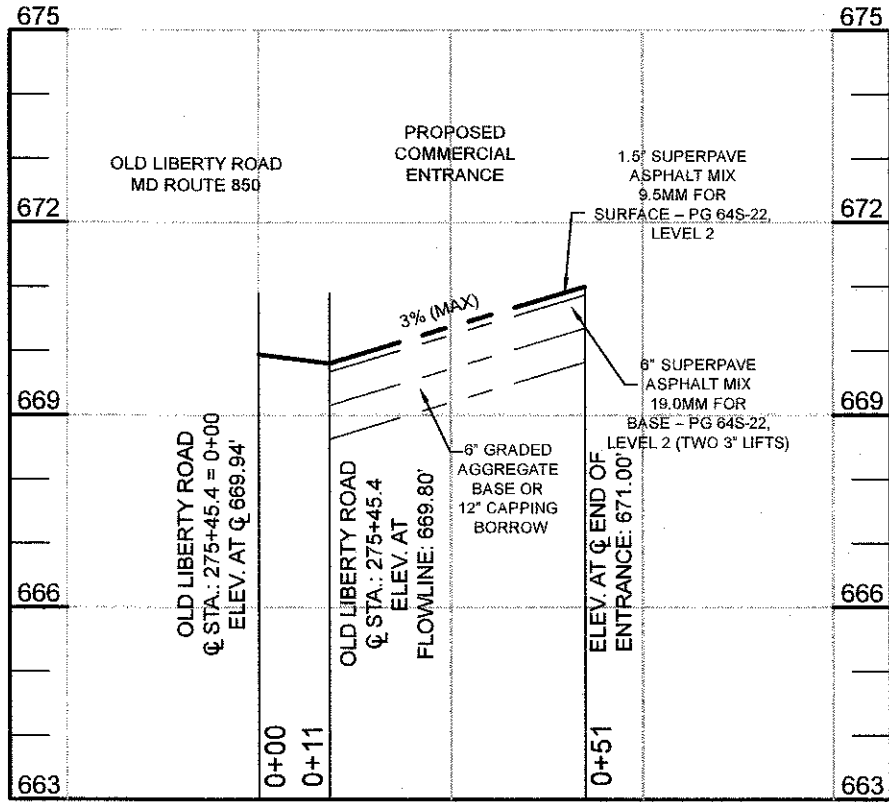 675
675
OLD LIBERTY ROAD
MD ROUTE 850
PROPOSED
COMMERCIAL
ENTRANCE
1.5" SUPERPAVE
ASPHALT MIX
9.5MM FOR
SURFACE – PG 64S-22,
LEVEL 2
672
672
3% (MAX)
6" SUPERPAVE
ASPHALT MIX
19.0MM FOR
BASE – PG 64S-22,
LEVEL 2 (TWO 3" LIFTS)
669
669
6" GRADED
AGGREGATE
BASE OR
12" CAPPING
BORROW
OLD LIBERTY ROAD
℄ STA.: 275+45.4 = 0+00
ELEV. AT ℄ 669.94'
OLD LIBERTY ROAD
℄ STA.: 275+45.4
ELEV. AT
FLOWLINE: 669.80'
ELEV. AT ℄ END OF
ENTRANCE: 671.00'
666
666
0+00
0+11
0+51
663
663